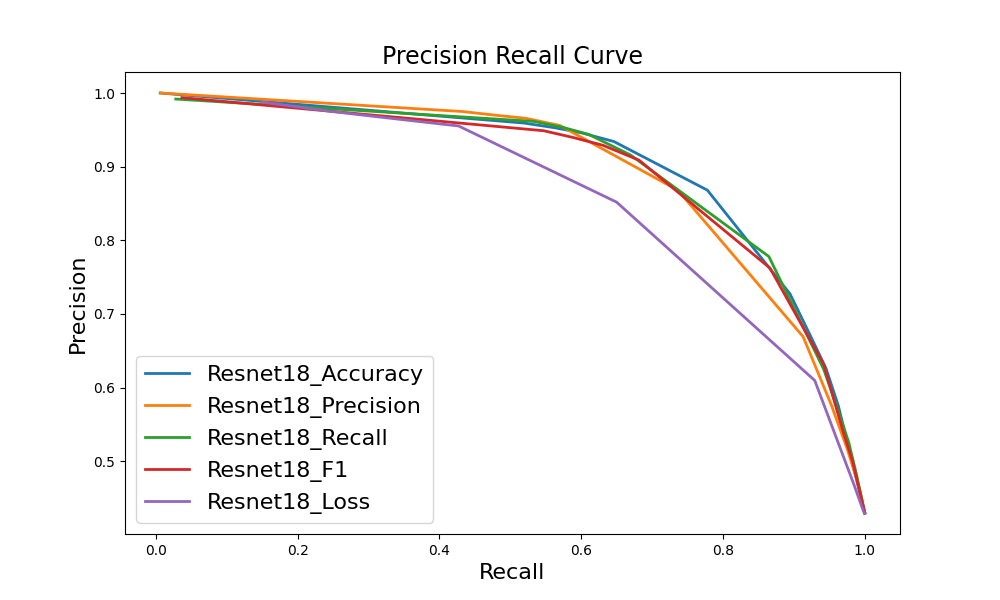 Precision Recall Curve
1.0
0.9
0.8
0.7
0.6
0.5
Precision
Resnet18_Accuracy
Resnet18_Precision
Resnet18_Recall
Resnet18_F1
Resnet18_Loss
0.0 0.2 0.4 0.6 0.8 1.0
Recall